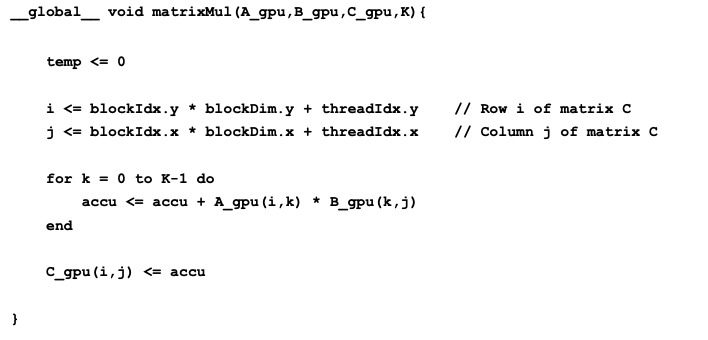 __global__ void matrixMul(A_gpu,B_gpu,C_gpu,K){
temp <= 0
i <= blockIdx.y * blockDim.y + threadIdx.y // Row i of matrix C
j <= blockIdx.x * blockDim.x + threadIdx.x // Column j of matrix C
for k = 0 to K-1 do
accu <= accu + A_gpu(i,k) * B_gpu(k,j)
end
C_gpu(i,j) <= accu
}